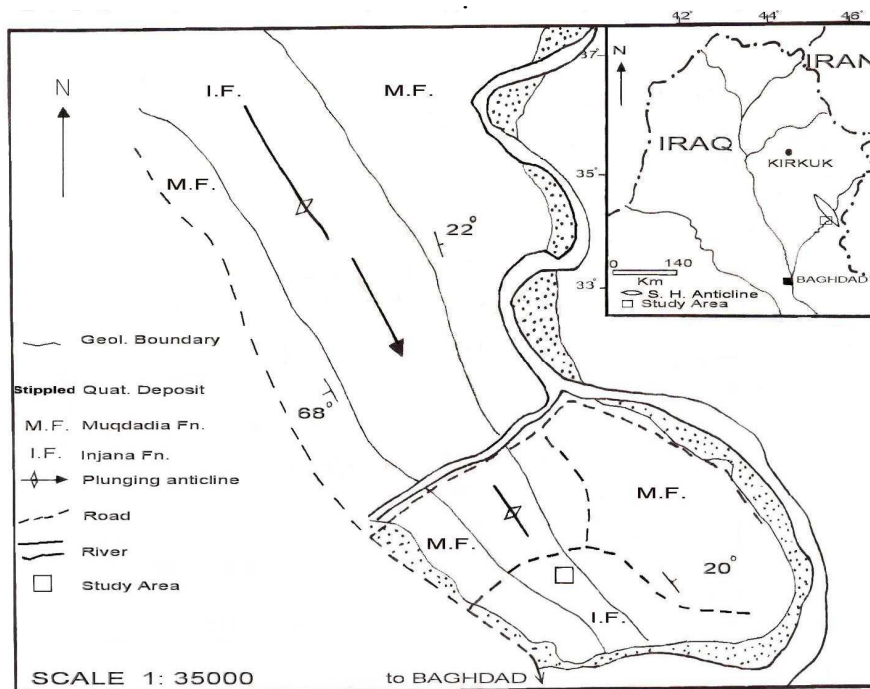 42 44 46
37°
N
IRAN
IRAQ
KIRKUK
35°
0 140
Km
33°
BAGHDAD
S. H. Anticline
Study Area
N
I.F.
M.F.
M.F.
22°
Geol. Boundary
Stippled Quat. Deposit
68°
M.F. Muqdadia Fn.
I.F. Injana Fn.
Plunging anticline
Road
River
Study Area
M.F.
M.F.
20°
I.F.
SCALE 1: 35000
to BAGHDAD